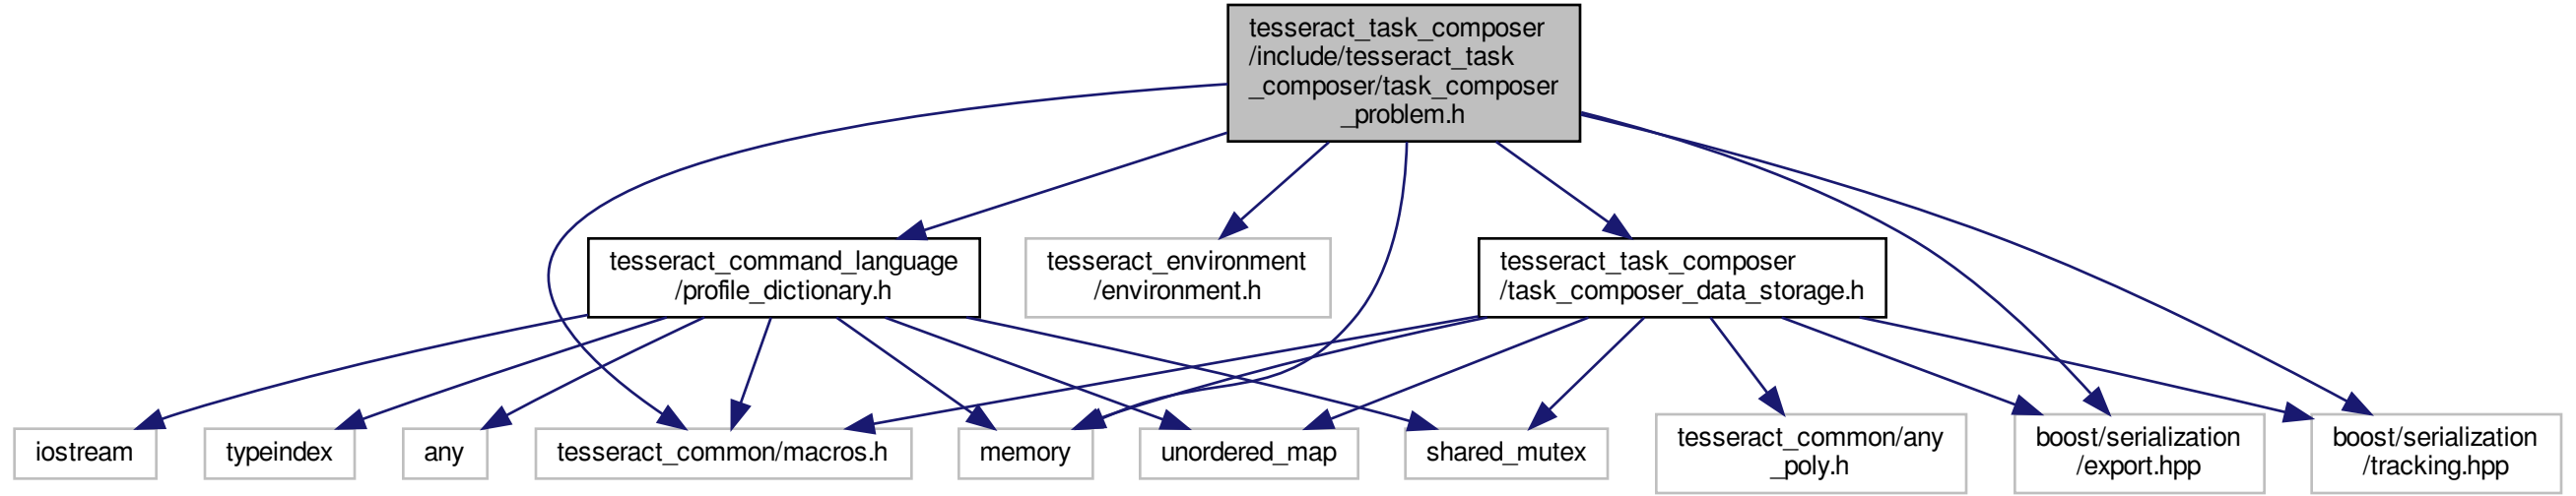 tesseract_task_composer
/include/tesseract_task
_composer/task_composer
_problem.h
tesseract_command_language
/profile_dictionary.h
tesseract_environment
/environment.h
tesseract_task_composer
/task_composer_data_storage.h
iostream
typeindex
any
tesseract_common/macros.h
memory
unordered_map
shared_mutex
tesseract_common/any
_poly.h
boost/serialization
/export.hpp
boost/serialization
/tracking.hpp